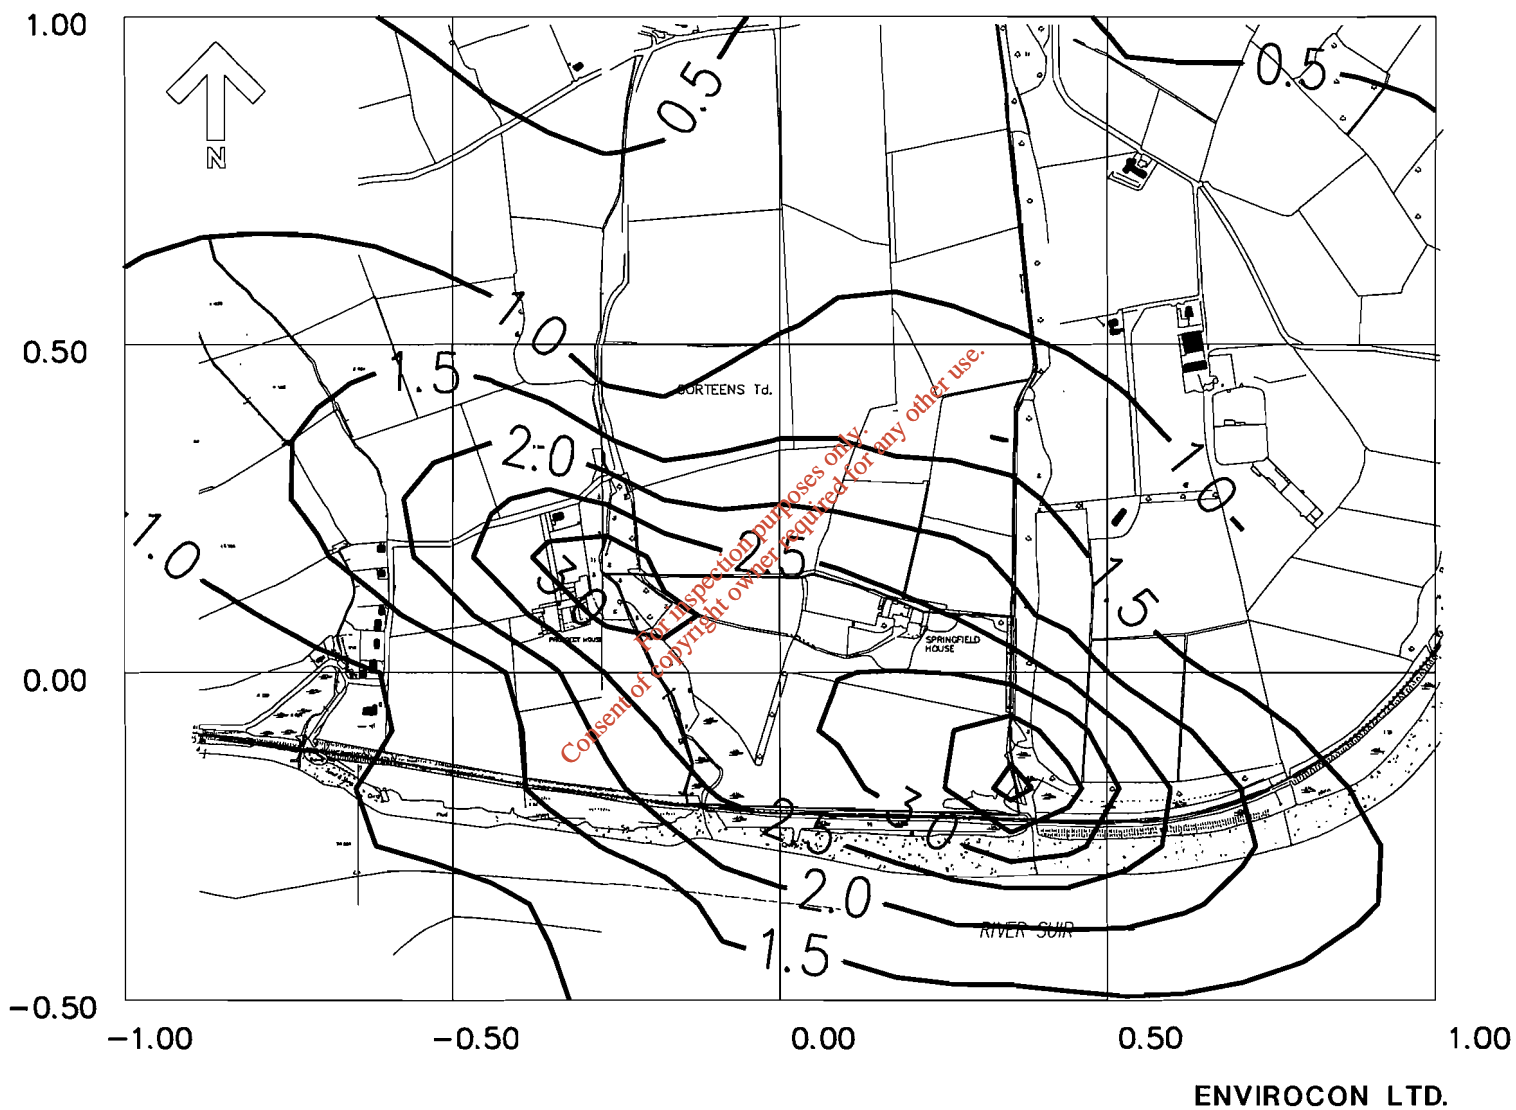 1.00
N
0.5
0.5
1.0
0.50
1.5
GORTEENS Td.
2.0
1.0
1.0
2.5
3.0
1.5
PROSPECT HOUSE
SPRINGFIELD
HOUSE
For inspection purposes only.
Consent of copyright owner required for any other use.
0.00
2.5
3.0
2.0
RIVER SUIR
1.5
-0.50
-1.00
-0.50
0.00
0.50
1.00
ENVIROCON LTD.